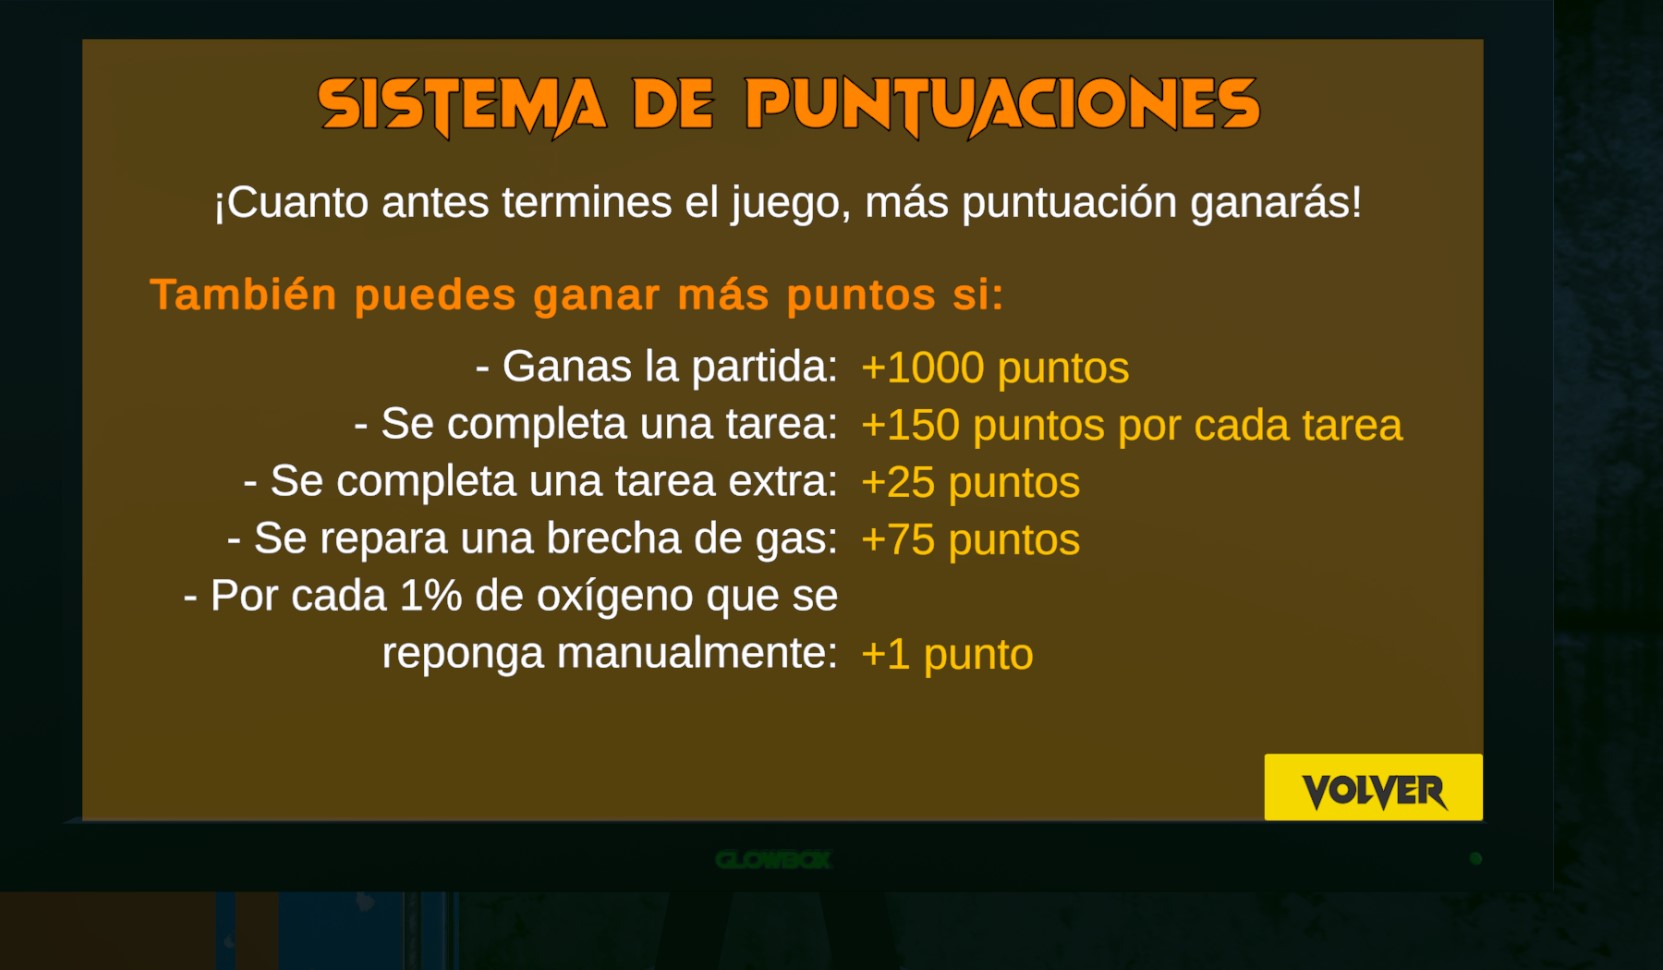 SISTEMA DE PUNTUACIONES
¡Cuanto antes termines el juego, más puntuación ganarás!
También puedes ganar más puntos si:
- Ganas la partida: +1000 puntos
- Se completa una tarea: +150 puntos por cada tarea
- Se completa una tarea extra: +25 puntos
- Se repara una brecha de gas: +75 puntos
- Por cada 1% de oxígeno que se
reponga manualmente: +1 punto
VOLVER
GLOWBOX